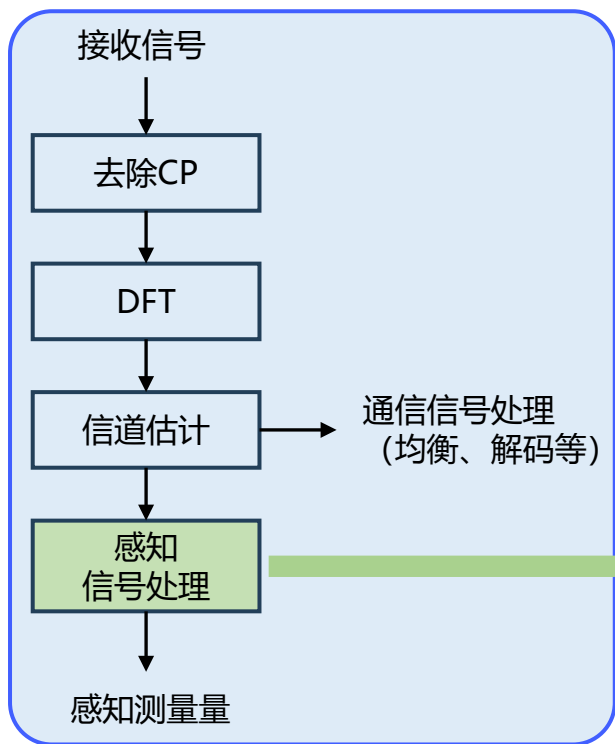 接收信号
去除CP
DFT
信道估计
通信信号处理
（均衡、解码等）
感知
信号处理
感知测量量